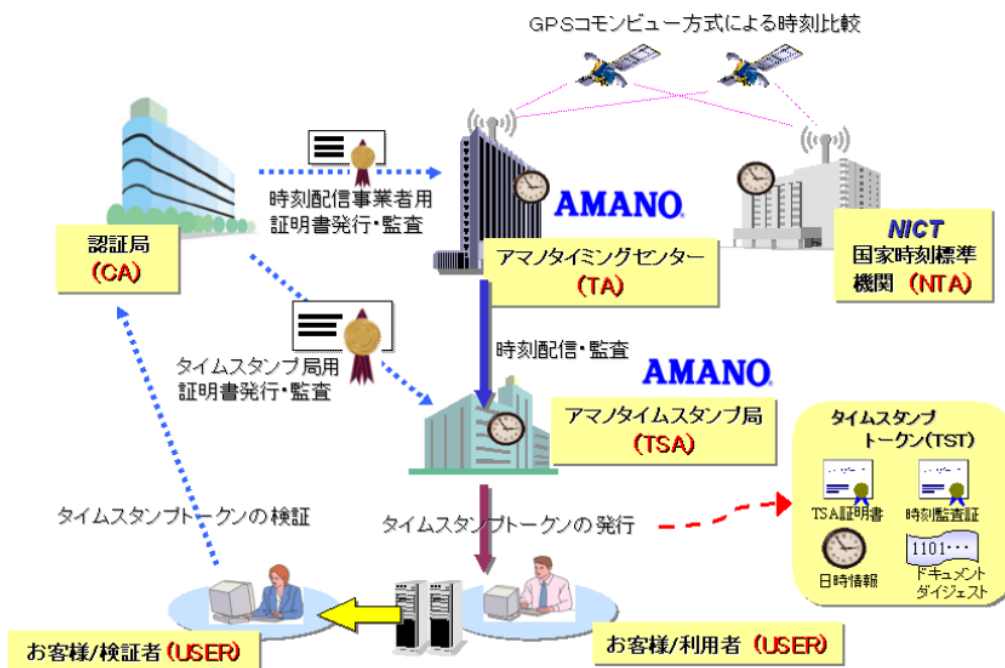 GPSコモンビュー方式による時刻比較
時刻配信事業者用
証明書発行・監査
AMANO
認証局
(CA)
アマノタイミングセンター
(TA)
NICT
国家時刻標準
機関 (NTA)
タイムスタンプ局用
証明書発行・監査
時刻配信・監査
AMANO
アマノタイムスタンプ局
(TSA)
タイムスタンプ
トークン(TST)
TSA証明書
時刻監査証
日時情報
1101・・・
ドキュメント
ダイジェスト
タイムスタンプトークンの検証
タイムスタンプトークンの発行
お客様/検証者(USER)
お客様/利用者(USER)